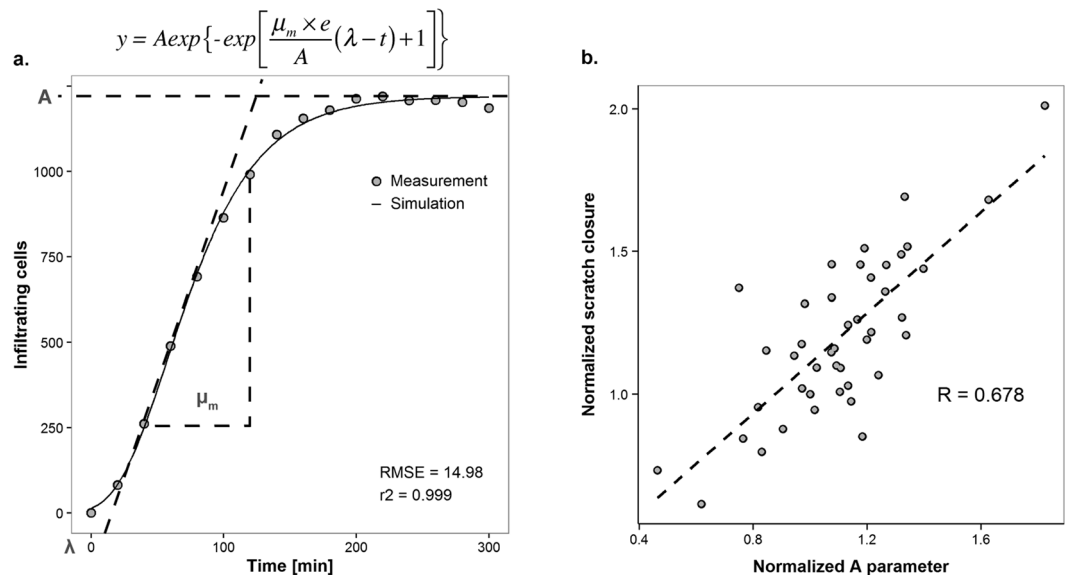 y = Aexp{-exp[μm × e / A (λ − t) + 1]}
a.
A
1000
750
500
250
0
Infiltrating cells
Measurement
Simulation
μm
RMSE = 14.98
r2 = 0.999
λ 0 100 200 300
Time [min]
b.
2.0
1.5
1.0
Normalized scratch closure
R = 0.678
0.4 0.8 1.2 1.6
Normalized A parameter